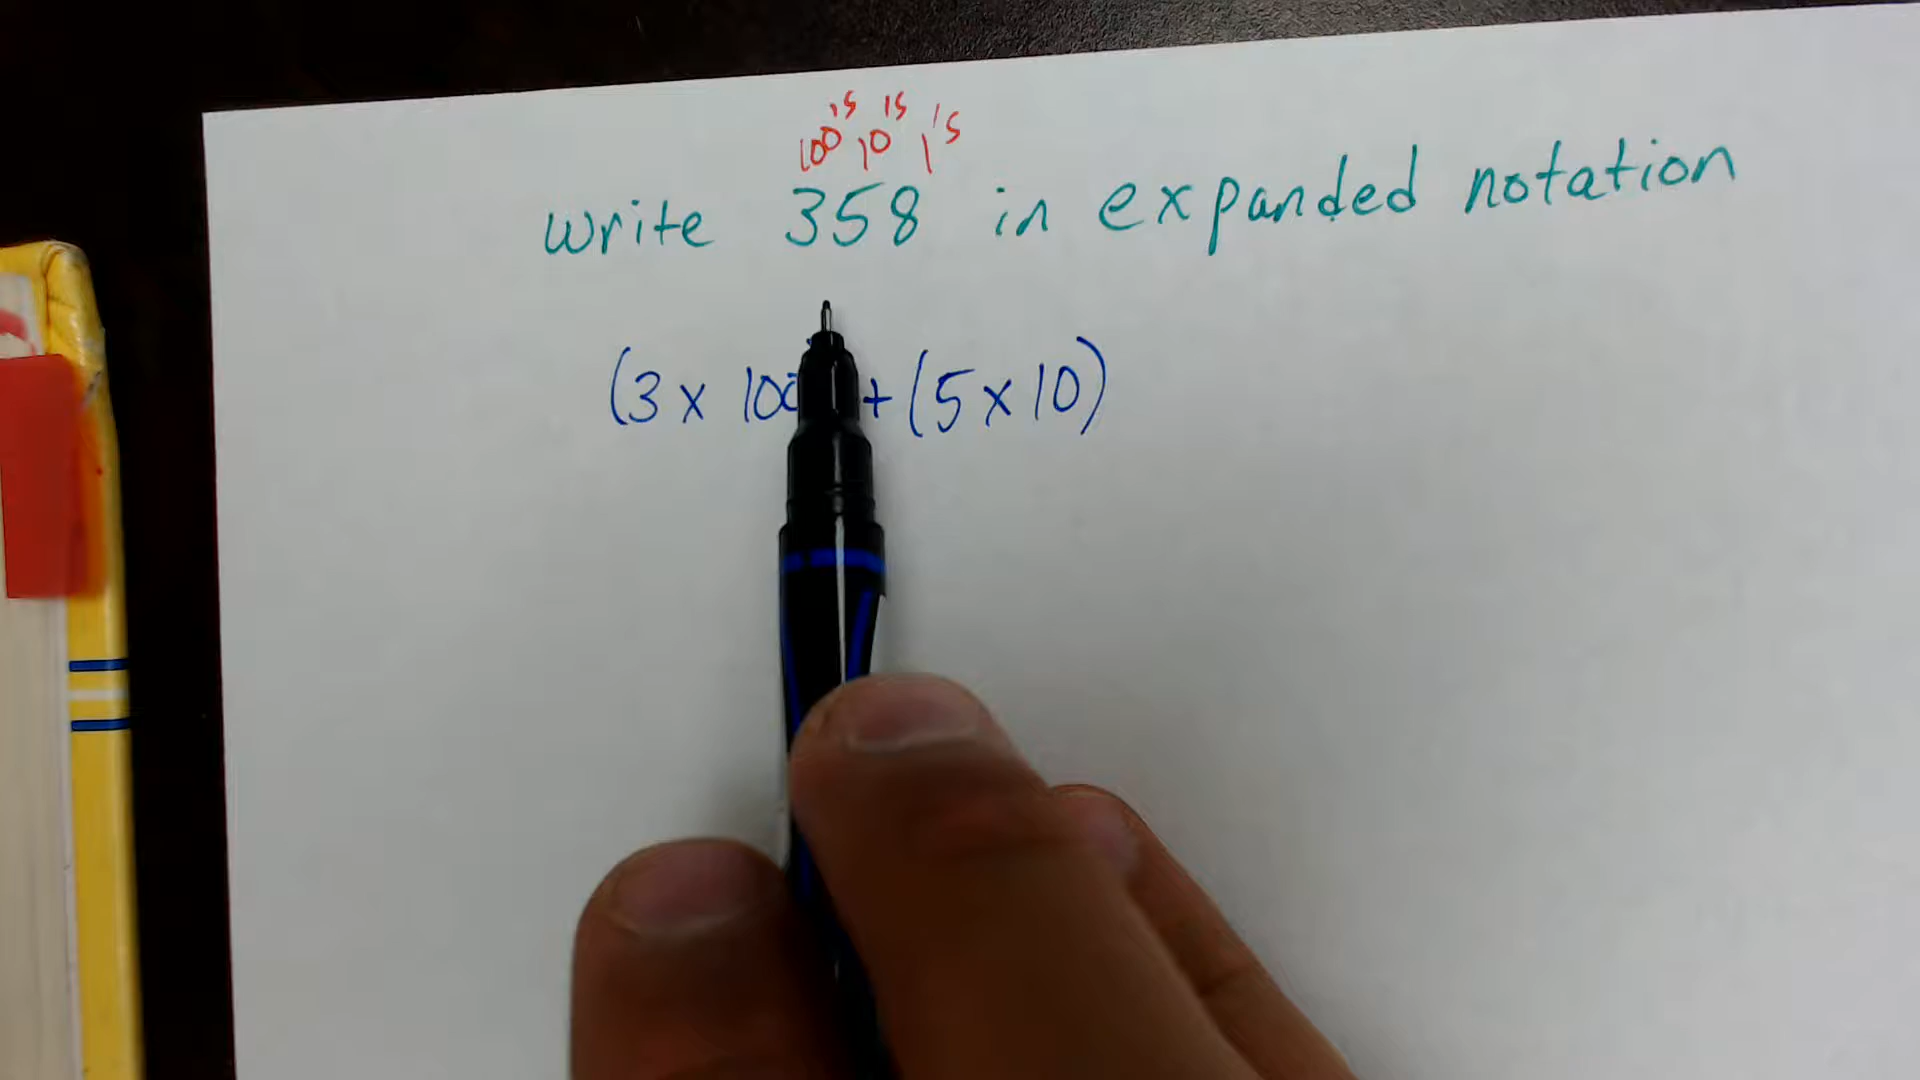 100's 10's 1's
write 358 in expanded notation
(3 x 100 + (5 x 10)